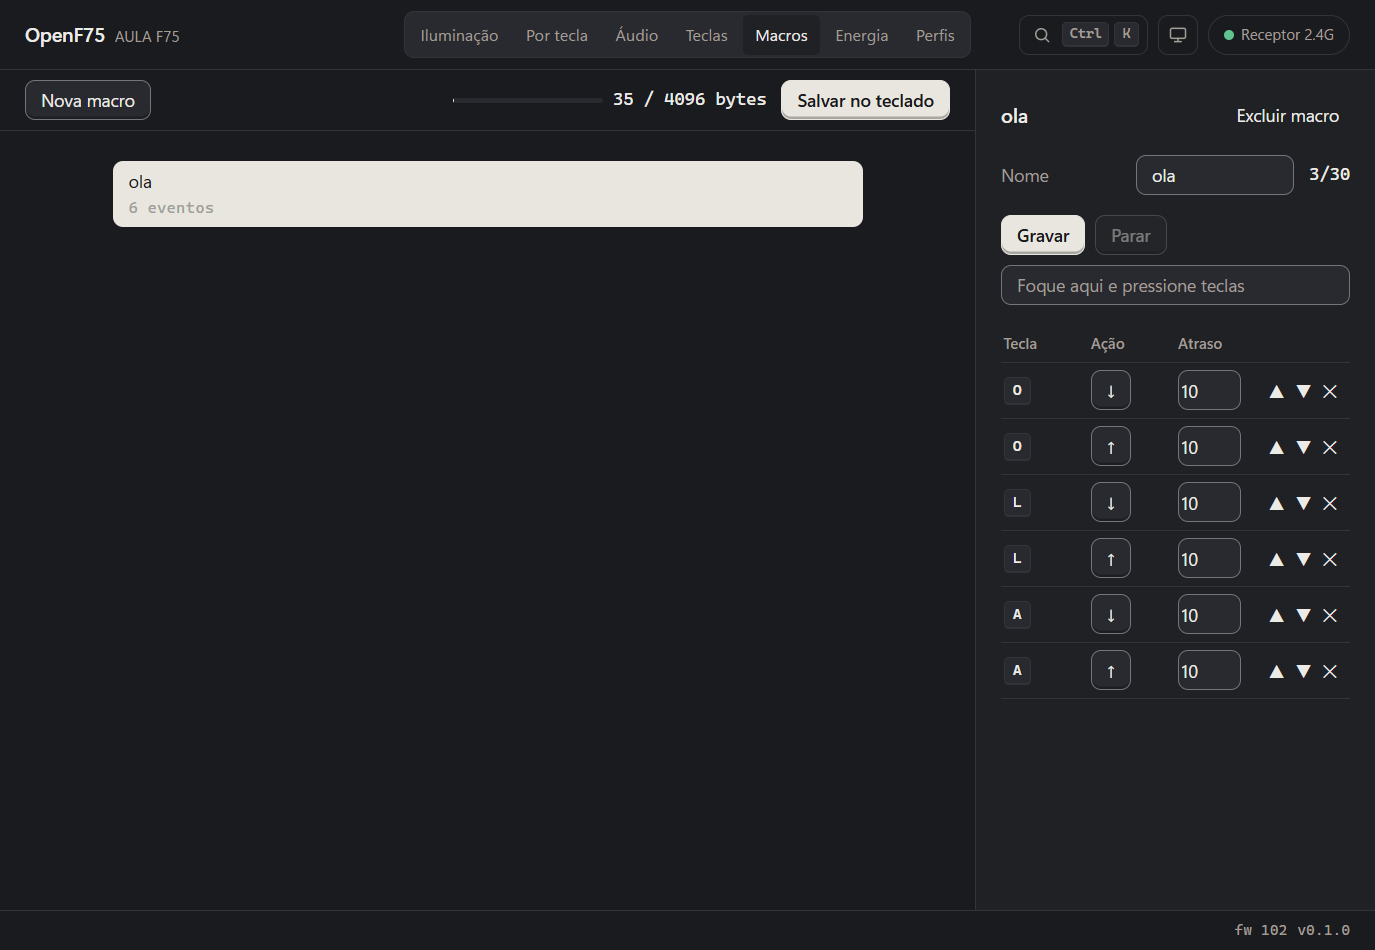 OpenF75 AULA F75 Iluminação Por tecla Áudio Teclas Macros Energia Perfis Ctrl K Receptor 2.4G
Nova macro 35 / 4096 bytes Salvar no teclado
ola
6 eventos
ola Excluir macro
Nome ola 3/30
Gravar Parar
Foque aqui e pressione teclas
Tecla Ação Atraso
O ↓ 10 ▲ ▼ ✕
O ↑ 10 ▲ ▼ ✕
L ↓ 10 ▲ ▼ ✕
L ↑ 10 ▲ ▼ ✕
A ↓ 10 ▲ ▼ ✕
A ↑ 10 ▲ ▼ ✕
fw 102 v0.1.0